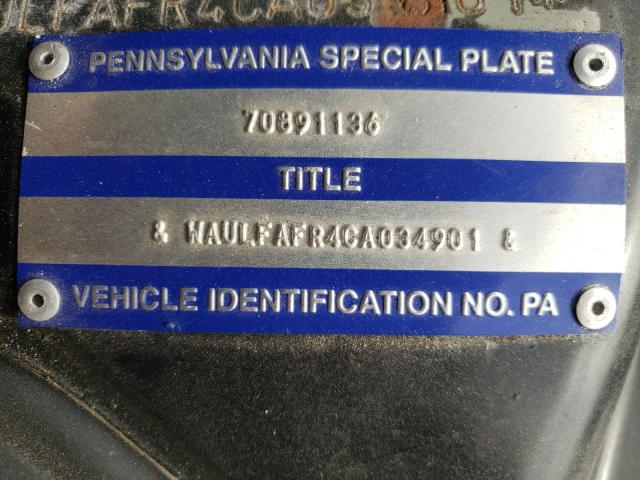 PENNSYLVANIA SPECIAL PLATE
70891136
TITLE
& WAULFAFR4CA034901 &
VEHICLE IDENTIFICATION NO. PA